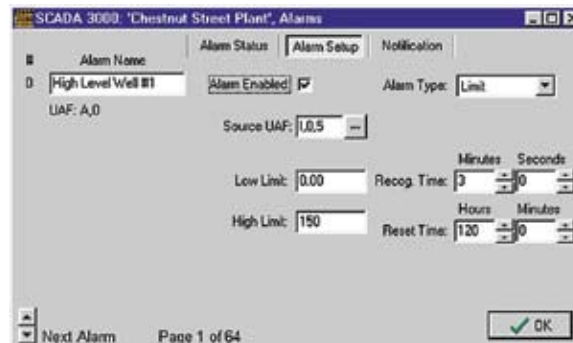 SCADA 3000: 'Chestnut Street Plant', Alarms
Alarm Status Alarm Setup Notification
# Alarm Name
0 High Level Well #1
UAF: A,0
Alarm Enabled:
Alarm Type: Limit
Source UAF: I,0,5 ...
Minutes Seconds
Low Limit: 0.00 Recog. Time: 3 0
Hours Minutes
High Limit: 150 Reset Time: 120 0
Next Alarm Page 1 of 64 OK